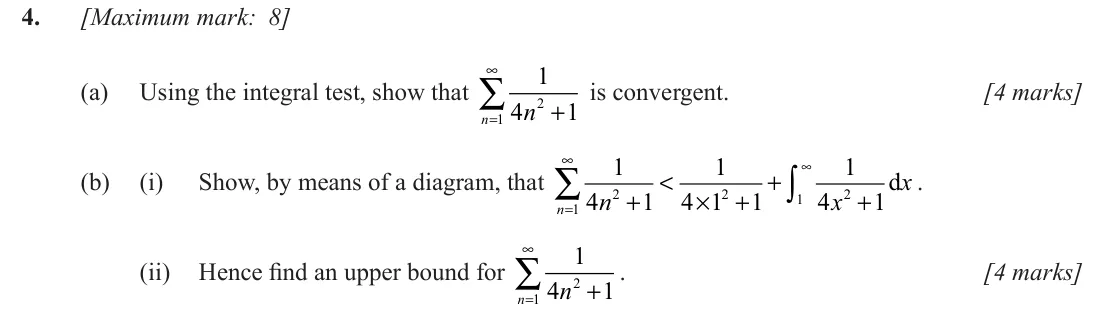 4. [Maximum mark: 8]
(a) Using the integral test, show that $\sum_{n=1}^{\infty} \frac{1}{4n^2+1}$ is convergent. [4 marks]
(b) (i) Show, by means of a diagram, that $\sum_{n=1}^{\infty} \frac{1}{4n^2+1} < \frac{1}{4 \times 1^2+1} + \int_1^{\infty} \frac{1}{4x^2+1} \mathrm{d}x$.
(ii) Hence find an upper bound for $\sum_{n=1}^{\infty} \frac{1}{4n^2+1}$. [4 marks]